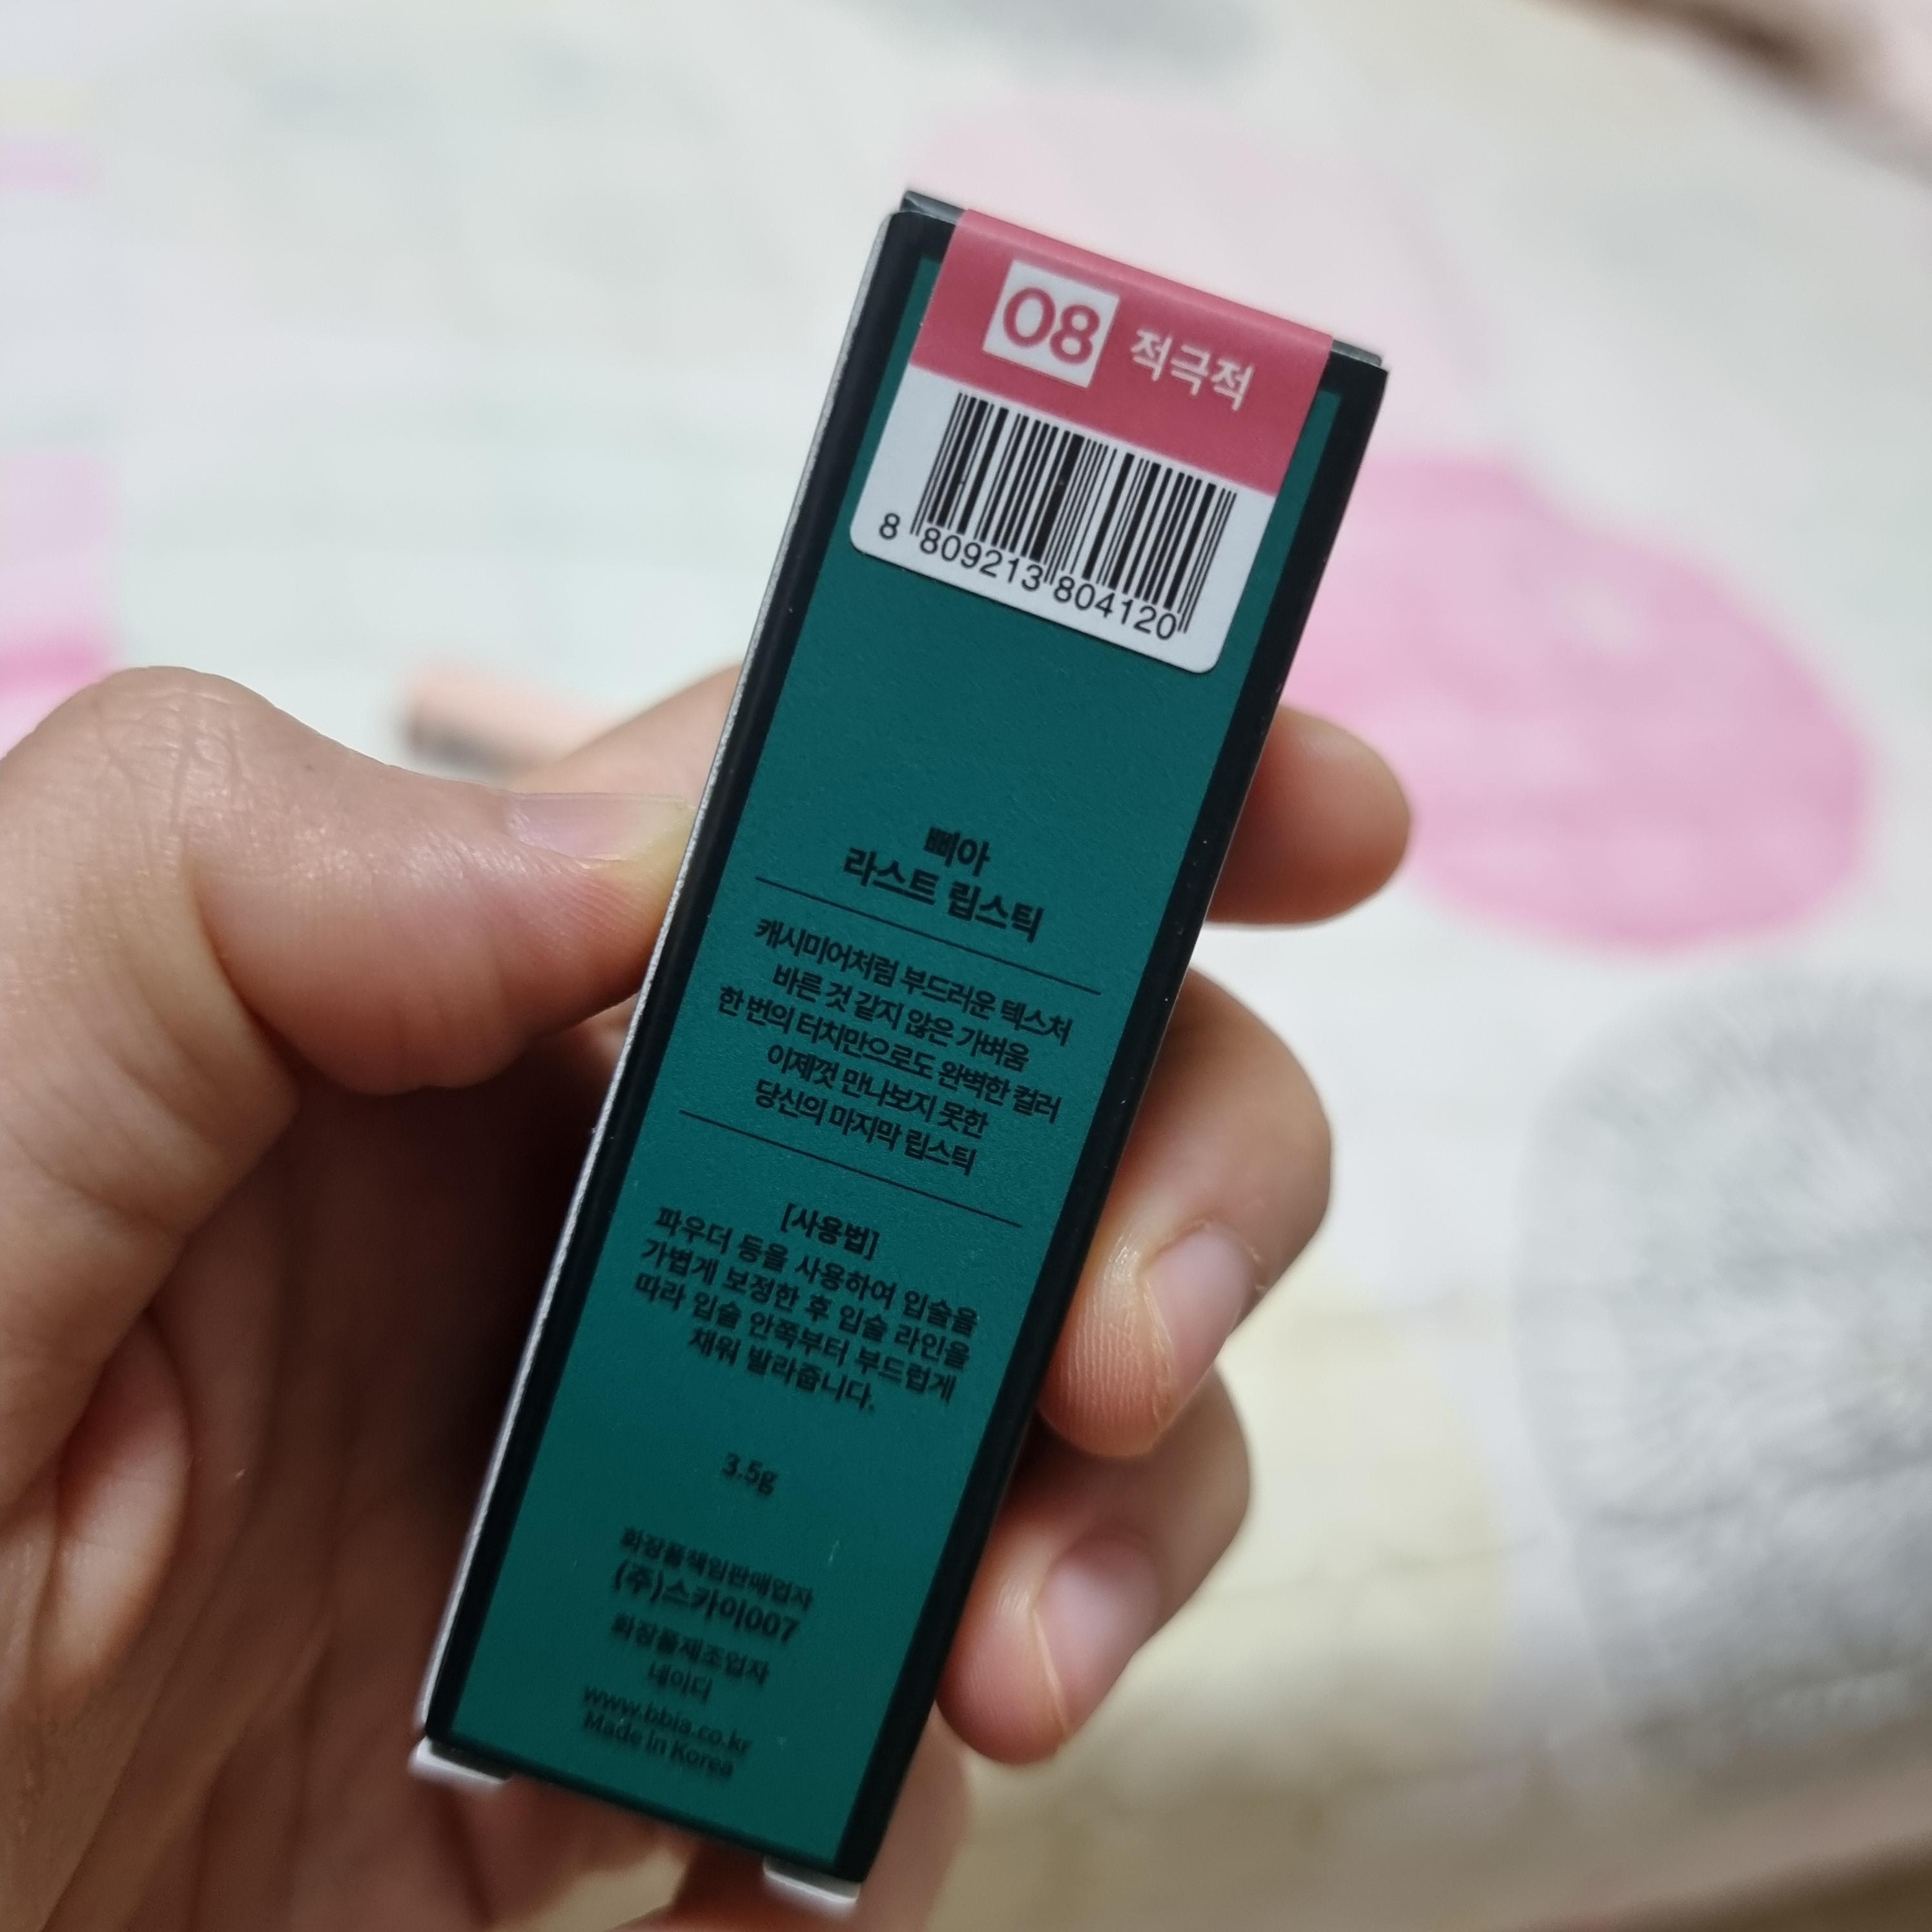 08 적극적
8 809213 804120
삐아
라스트 립스틱
캐시미어처럼 부드러운 텍스처
바른 것 같지 않은 가벼움
한 번의 터치만으로도 완벽한 컬러
이제껏 만나보지 못한
당신의 마지막 립스틱
[사용법]
파우더 등을 사용하여 입술을
가볍게 보정한 후 입술 라인을
따라 입술 안쪽부터 부드럽게
채워 발라줍니다.
3.5g
화장품책임판매업자
(주)스카이007
화장품제조업자
네이디
www.bbia.co.kr
Made in Korea